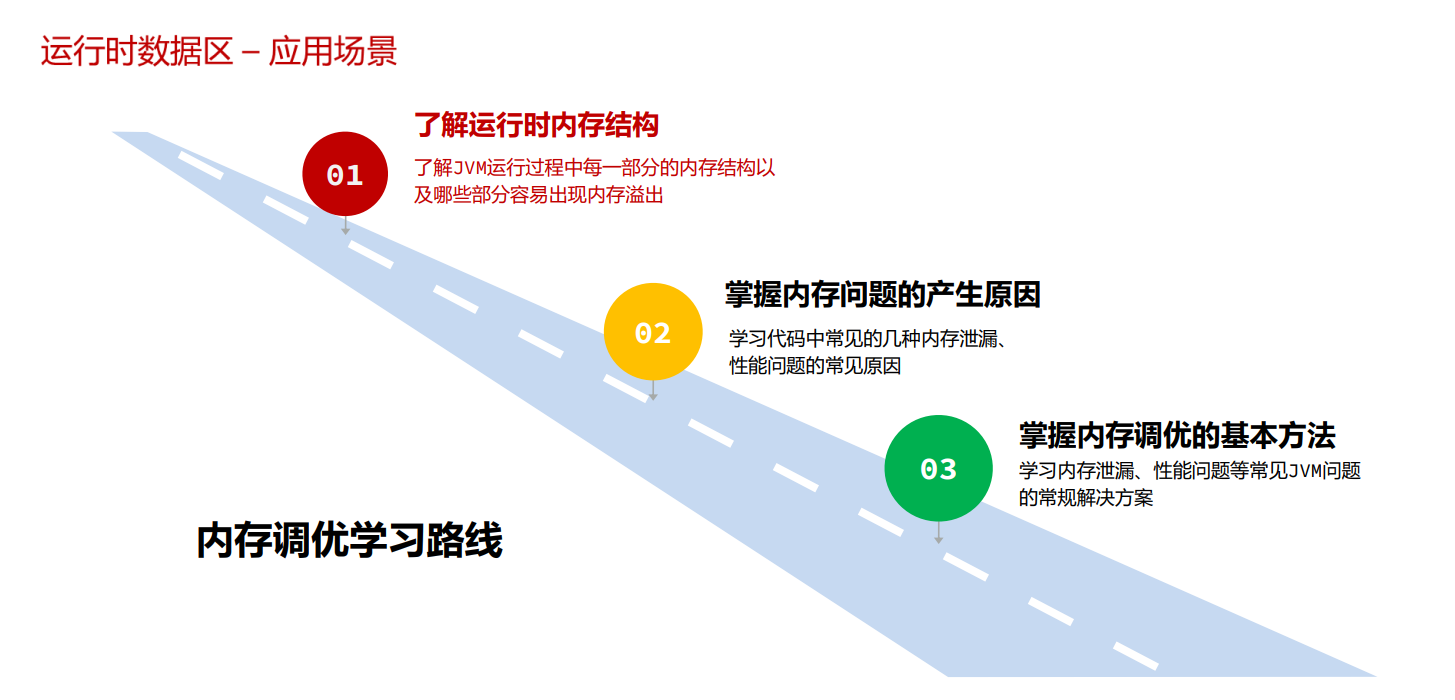 运行时数据区 – 应用场景
01
了解运行时内存结构
了解JVM运行过程中每一部分的内存结构以
及哪些部分容易出现内存溢出
02
掌握内存问题的产生原因
学习代码中常见的几种内存泄漏、
性能问题的常见原因
03
掌握内存调优的基本方法
学习内存泄漏、性能问题等常见JVM问题
的常规解决方案
内存调优学习路线